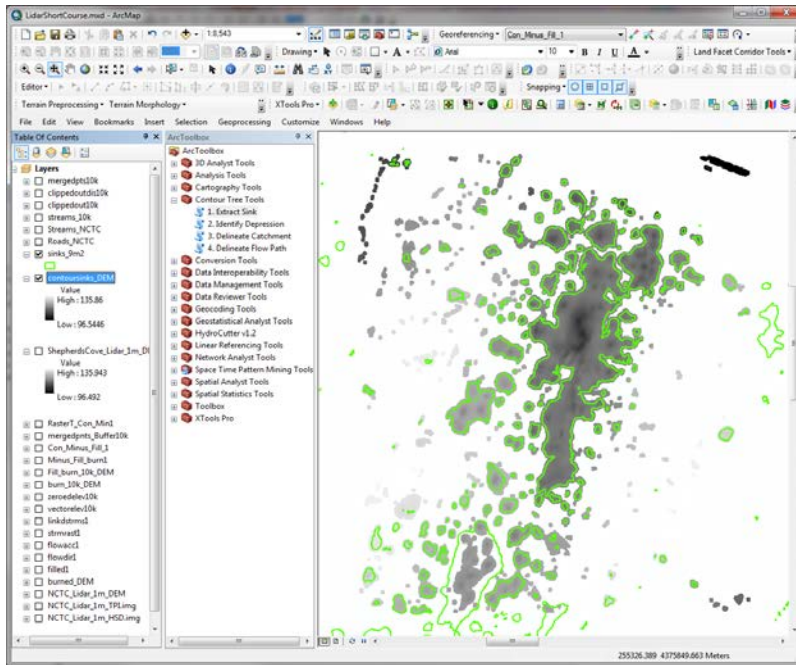 LidarShortCourse.mxd - ArcMap
1:8,543
Georeferencing
Con_Minus_Fill_1
Drawing
Arial
10
B I U A
Land Facet Corridor Tools
Editor
Snapping
Terrain Preprocessing Terrain Morphology
XTools Pro
File Edit View Bookmarks Insert Selection Geoprocessing Customize Windows Help
Table Of Contents
Layers
mergedpts10k
clippedoutdis10k
clippedout10k
streams_10k
Streams_NCTC
Roads_NCTC
sinks_9m2
contoursinks_DEM
Value
High : 135.86
Low : 96.5446
ShepherdsCove_Lidar_1m_DI
Value
High : 135.943
Low : 96.492
RasterT_Con_Min1
mergedpnts_Buffer10k
Con_Minus_Fill_1
Minus_Fill_burn1
Fill_burn_10k_DEM
burn_10k_DEM
zeroedelev10k
vectorelev10k
linkdstrms1
strmrast1
flowacc1
flowdir1
filled1
burned_DEM
NCTC_Lidar_1m_DEM
NCTC_Lidar_1m_TPI.img
NCTC_Lidar_1m_HSD.img
ArcToolbox
ArcToolbox
3D Analyst Tools
Analysis Tools
Cartography Tools
Contour Tree Tools
1. Extract Sink
2. Identify Depression
3. Delineate Catchment
4. Delineate Flow Path
Conversion Tools
Data Interoperability Tools
Data Management Tools
Data Reviewer Tools
Geocoding Tools
Geostatistical Analyst Tools
HydroCutter v1.2
Linear Referencing Tools
Network Analyst Tools
Space Time Pattern Mining Tools
Spatial Analyst Tools
Spatial Statistics Tools
Toolbox
XTools Pro
255326.389 4375849.663 Meters